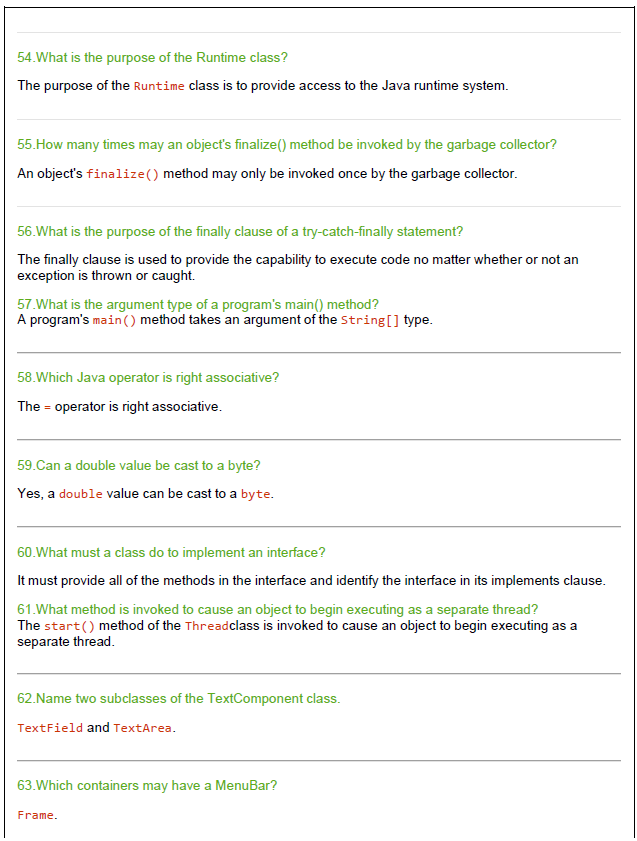 54.What is the purpose of the Runtime class?
The purpose of the Runtime class is to provide access to the Java runtime system.
55.How many times may an object's finalize() method be invoked by the garbage collector?
An object's finalize() method may only be invoked once by the garbage collector.
56.What is the purpose of the finally clause of a try-catch-finally statement?
The finally clause is used to provide the capability to execute code no matter whether or not an
exception is thrown or caught.
57.What is the argument type of a program's main() method?
A program's main() method takes an argument of the String[] type.
58.Which Java operator is right associative?
The = operator is right associative.
59.Can a double value be cast to a byte?
Yes, a double value can be cast to a byte.
60.What must a class do to implement an interface?
It must provide all of the methods in the interface and identify the interface in its implements clause.
61.What method is invoked to cause an object to begin executing as a separate thread?
The start() method of the Threadclass is invoked to cause an object to begin executing as a
separate thread.
62.Name two subclasses of the TextComponent class.
TextField and TextArea.
63.Which containers may have a MenuBar?
Frame.